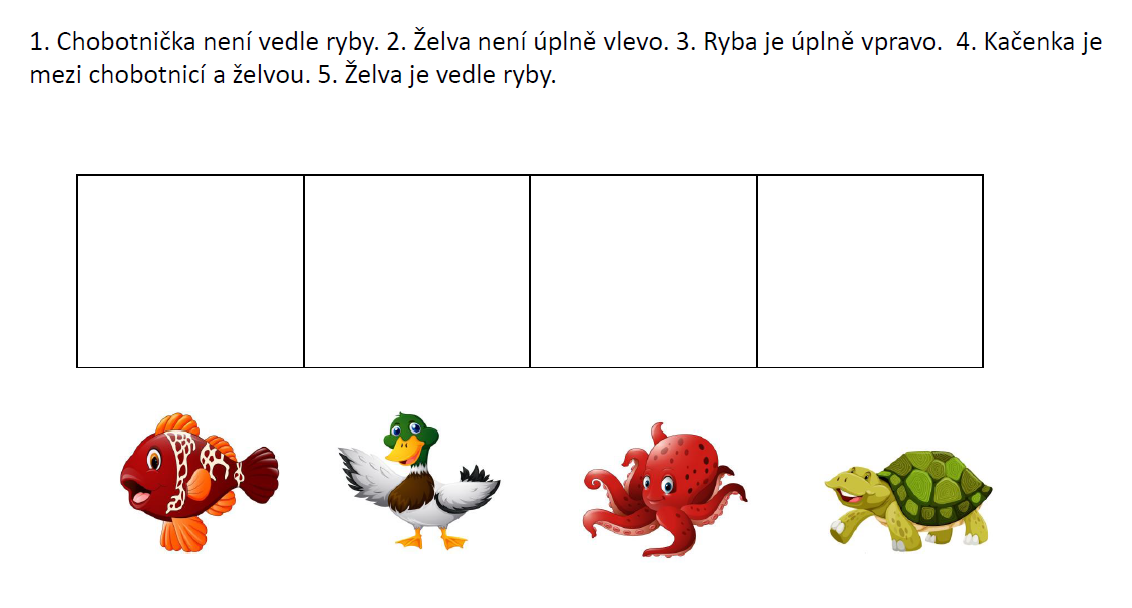 1. Chobotnička není vedle ryby. 2. Želva není úplně vlevo. 3. Ryba je úplně vpravo.  4. Kačenka je
mezi chobotnicí a želvou. 5. Želva je vedle ryby.